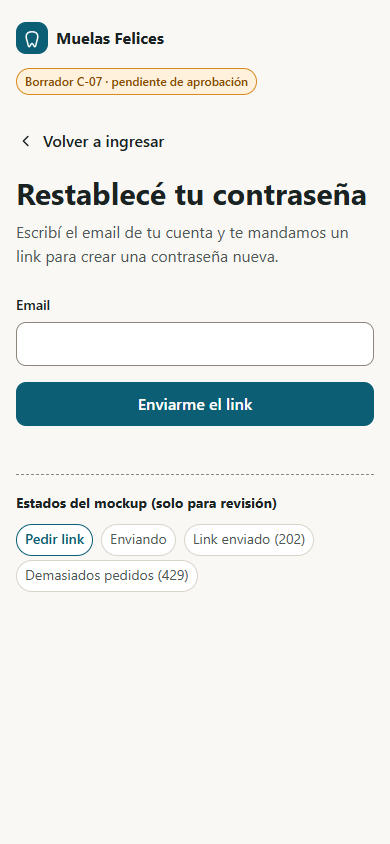 Muelas Felices
Borrador C-07 · pendiente de aprobación
Volver a ingresar
Restablecé tu contraseña
Escribí el email de tu cuenta y te mandamos un
link para crear una contraseña nueva.
Email
Enviarme el link
Estados del mockup (solo para revisión)
Pedir link
Enviando
Link enviado (202)
Demasiados pedidos (429)